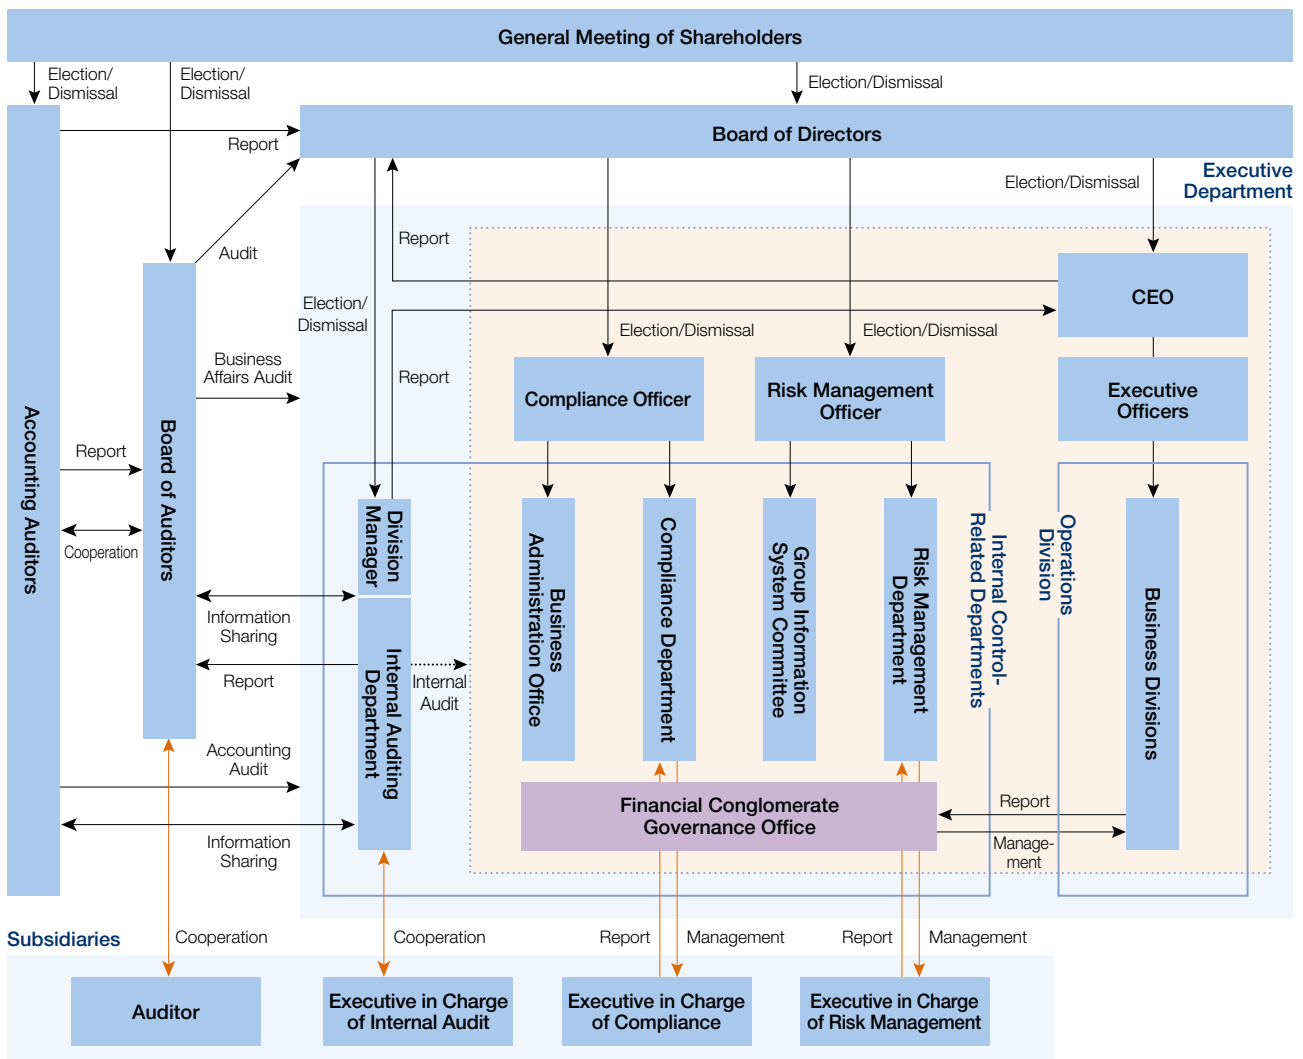 General Meeting of Shareholders
Election/
Dismissal
Election/
Dismissal
Election/Dismissal
Board of Directors
Report
Executive
Department
Election/Dismissal
Audit
Report
CEO
Election/
Dismissal
Election/Dismissal
Election/Dismissal
Business
Affairs Audit
Report
Compliance Officer
Risk Management
Officer
Executive
Officers
Accounting Auditors
Board of Auditors
Report
Cooperation
Division
Manager
Business
Administration Office
Compliance Department
Group Information
System Committee
Risk Management
Department
Internal Control-
Related Departments
Operations
Division
Business Divisions
Information
Sharing
Report
Internal Auditing
Department
Internal
Audit
Accounting
Audit
Financial Conglomerate
Governance Office
Report
Manage-
ment
Information
Sharing
Subsidiaries
Cooperation
Cooperation
Report
Management
Report
Management
Auditor
Executive in Charge
of Internal Audit
Executive in Charge
of Compliance
Executive in Charge
of Risk Management